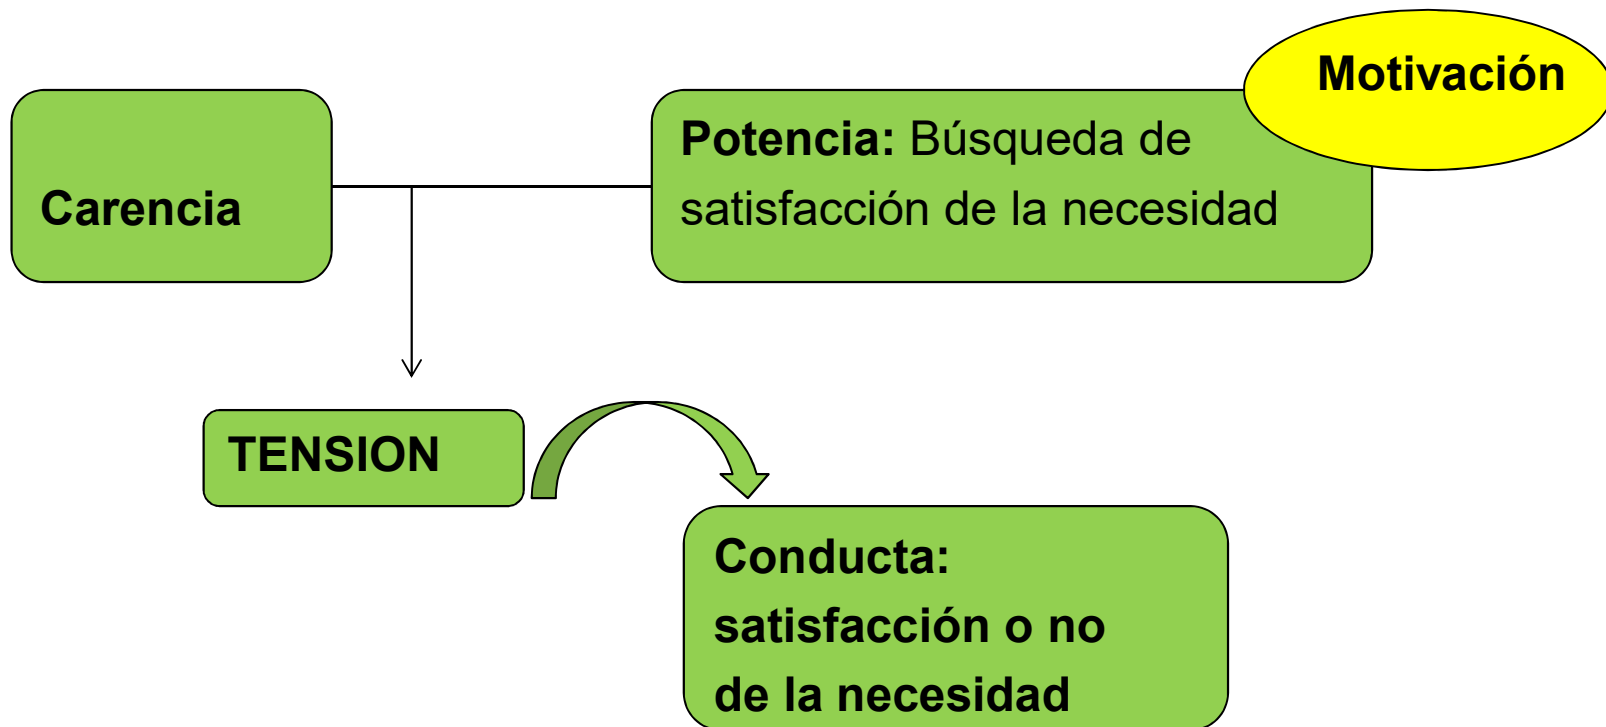 Motivación
Potencia: Búsqueda de
satisfacción de la necesidad
Carencia
TENSION
Conducta:
satisfacción o no
de la necesidad